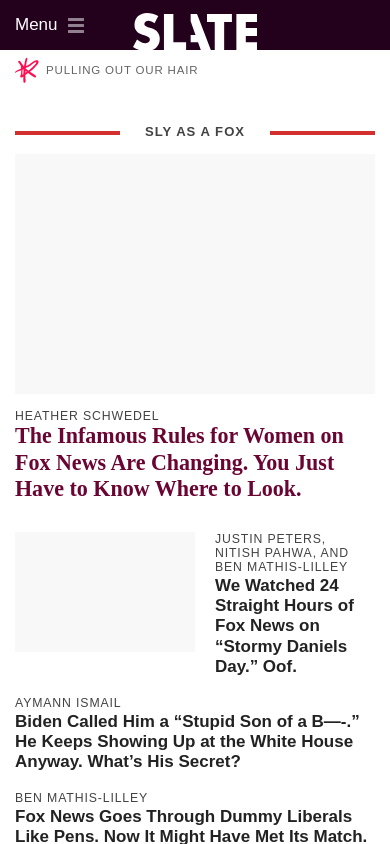 Menu
SLATE
PULLING OUT OUR HAIR
SLY AS A FOX
HEATHER SCHWEDEL
The Infamous Rules for Women on
Fox News Are Changing. You Just
Have to Know Where to Look.
JUSTIN PETERS,
NITISH PAHWA, AND
BEN MATHIS-LILLEY
We Watched 24
Straight Hours of
Fox News on
“Stormy Daniels
Day.” Oof.
AYMANN ISMAIL
Biden Called Him a “Stupid Son of a B—-.”
He Keeps Showing Up at the White House
Anyway. What’s His Secret?
BEN MATHIS-LILLEY
Fox News Goes Through Dummy Liberals
Like Pens. Now It Might Have Met Its Match.